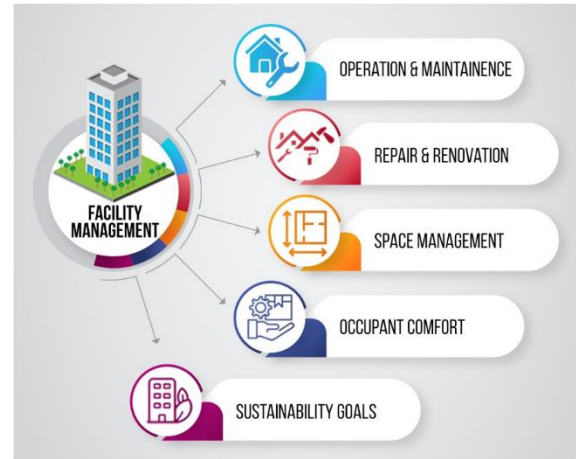 FACILITY
MANAGEMENT
OPERATION & MAINTAINENCE
REPAIR & RENOVATION
SPACE MANAGEMENT
OCCUPANT COMFORT
SUSTAINABILITY GOALS